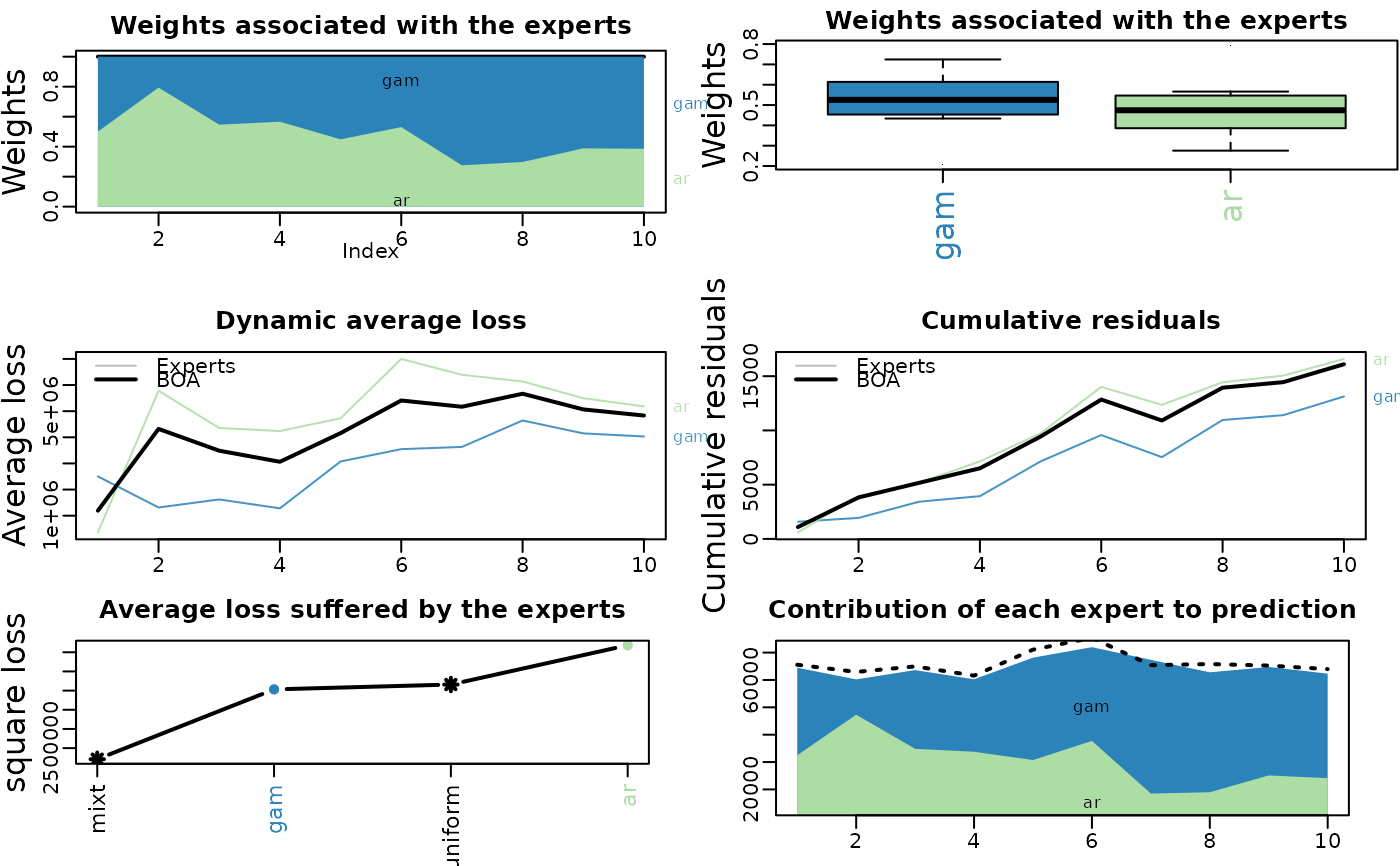 Weights associated with the experts
Weights
0.0
0.4
0.8
gam
ar
gam
ar
2
4
6
8
10
Index
Weights associated with the experts
Weights
0.2
0.5
0.8
gam
ar
Dynamic average loss
Average loss
1e+06
5e+06
Experts
BOA
ar
gam
2
4
6
8
10
Cumulative residuals
Cumulative residuals
0
5000
15000
Experts
BOA
ar
gam
2
4
6
8
10
Average loss suffered by the experts
square loss
2500000
mixt
gam
uniform
ar
Contribution of each expert to prediction
20000
60000
gam
ar
2
4
6
8
10